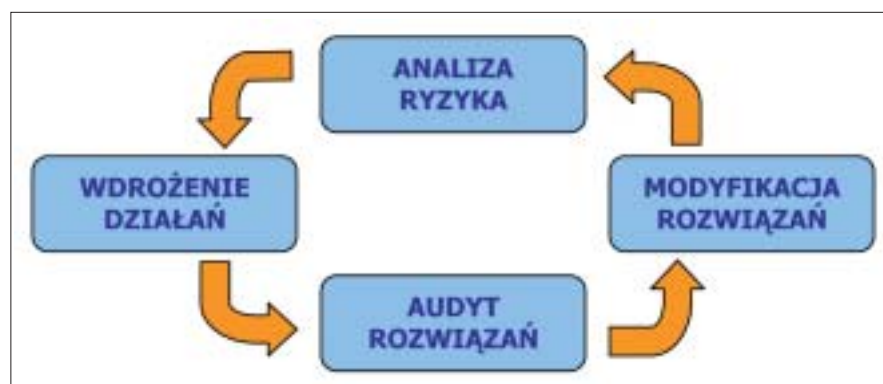 ANALIZA
RYZYKA
WDROŻENIE
DZIAŁAŃ
MODYFIKACJA
ROZWIĄZAŃ
AUDYT
ROZWIĄZAŃ